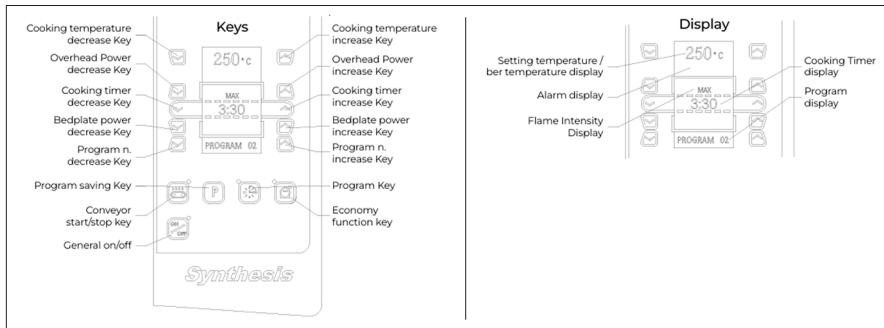 Keys
Cooking temperature
decrease Key
Overhead Power
decrease Key
Cooking timer
decrease Key
Bedplate power
decrease Key
Program n.
decrease Key
Program saving Key
Conveyor
start/stop key
General on/off
250°c
MAX
3:30
PROGRAM 02
P
ON
OFF
Synthesis
Cooking temperature
increase Key
Overhead Power
increase Key
Cooking timer
increase Key
Bedplate power
increase Key
Program n.
increase Key
Program Key
Economy
function key
Display
Setting temperature /
ber temperature display
Alarm display
Flame Intensity
Display
250°c
MAX
3:30
PROGRAM 02
Cooking Timer
display
Program
display